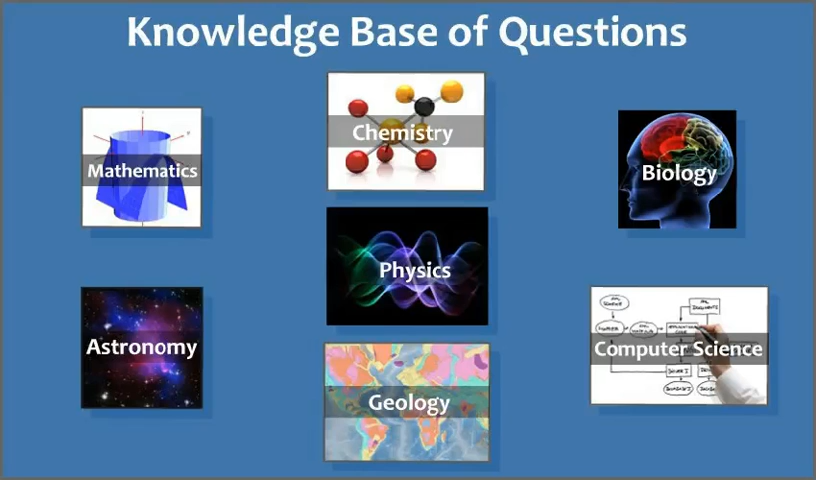 Knowledge Base of Questions
Mathematics
Chemistry
Biology
Physics
Astronomy
Computer Science
Geology